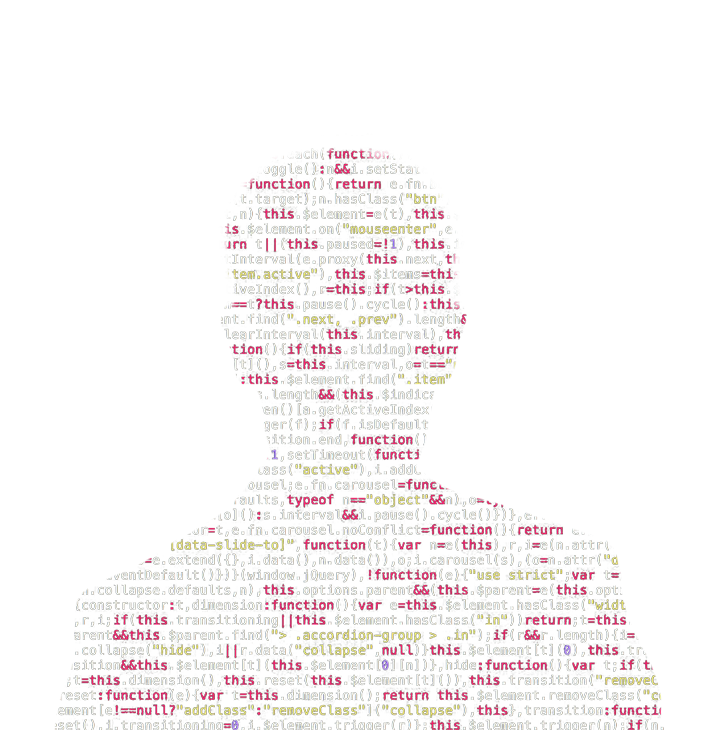 each(function
oggle():n&&i.setStat
function(){return e.fn.
t.target);n.hasClass("btn"
,n){this.$element=e(t),this
is.$element.on("mouseenter",e.
urn t||(this.paused=!1),this.
Interval(e.proxy(this.next,th
tem.active"),this.$items=this
iveIndex(),r=this;if(t>this.
==t?this.pause().cycle():this
nt.find(".next, .prev").length&
learInterval(this.interval),th
tion(){if(this.sliding)return
[t](),s=this.interval,o=t=="
:this.$element.find(".item"
s.length&&(this.$indica
en()[a.getActiveIndex
ger(f);if(f.isDefault
sition.end,function()
1,setTimeout(functi
lass("active"),i.addC
ousel;e.fn.carousel=funct
aults,typeof n=="object"&&n),o=
[o]():s.interval&&i.pause().cycle()})},e.
r=t,e.fn.carousel.noConflict=function(){return e
[data-slide-to]",function(t){var n=e(this),r,i=e(n.attr(
=e.extend({},i.data(),n.data()),o;i.carousel(s),(o=n.attr("d
ventDefault()})}(window.jQuery),!function(e){"use strict";var t=
n.collapse.defaults,n),this.options.parent&&(this.$parent=e(this.opt
{constructor:t,dimension:function(){var e=this.$element.hasClass("widt
,r,i;if(this.transitioning||this.$element.hasClass("in"))return;t=this
arent&&this.$parent.find("> .accordion-group > .in");if(r&&r.length){i=
.collapse("hide"),i||r.data("collapse",null)}this.$element[t](0),this.tr
sition&&this.$element[t](this.$element[0][n])},hide:function(){var t;if(t
;t=this.dimension(),this.reset(this.$element[t]()),this.transition("removeC
reset:function(e){var t=this.dimension();return this.$element.removeClass("co
ement[e!==null?"addClass":"removeClass"]("collapse"),this},transition:functi
set(),i.transitioning=0,i.$element.trigger(r)};this.$element.trigger(n);if(n.